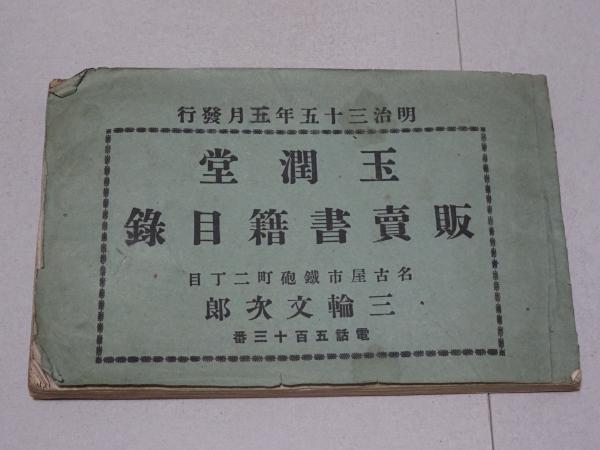 明治三十五年五月發行
玉潤堂
販賣書籍目錄
名古屋市鐵砲町二丁目
三輪文次郎
電話五百十三番